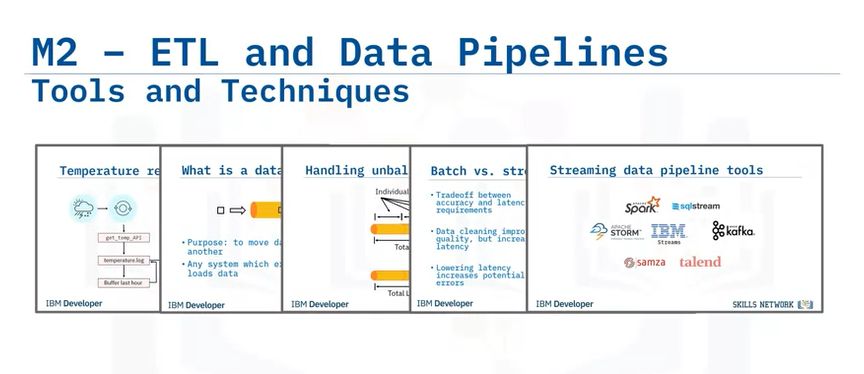 M2 – ETL and Data Pipelines
Tools and Techniques
Temperature re
get_temp_API
temperature.log
Buffer last hour
IBM Developer
What is a data
• Purpose: to move da
another
• Any system which ex
loads data
IBM Developer
Handling unbal
Individual
Total
Total L
IBM Developer
Batch vs. stre
• Tradeoff between
accuracy and latenc
requirements
• Data cleaning impro
quality, but increa
latency
• Lowering latency
increases potential
errors
IBM Developer
Streaming data pipeline tools
APACHE
Spark
sqlstream
APACHE
STORM
IBM
Streams
kafka
samza
talend
IBM Developer
SKILLS NETWORK